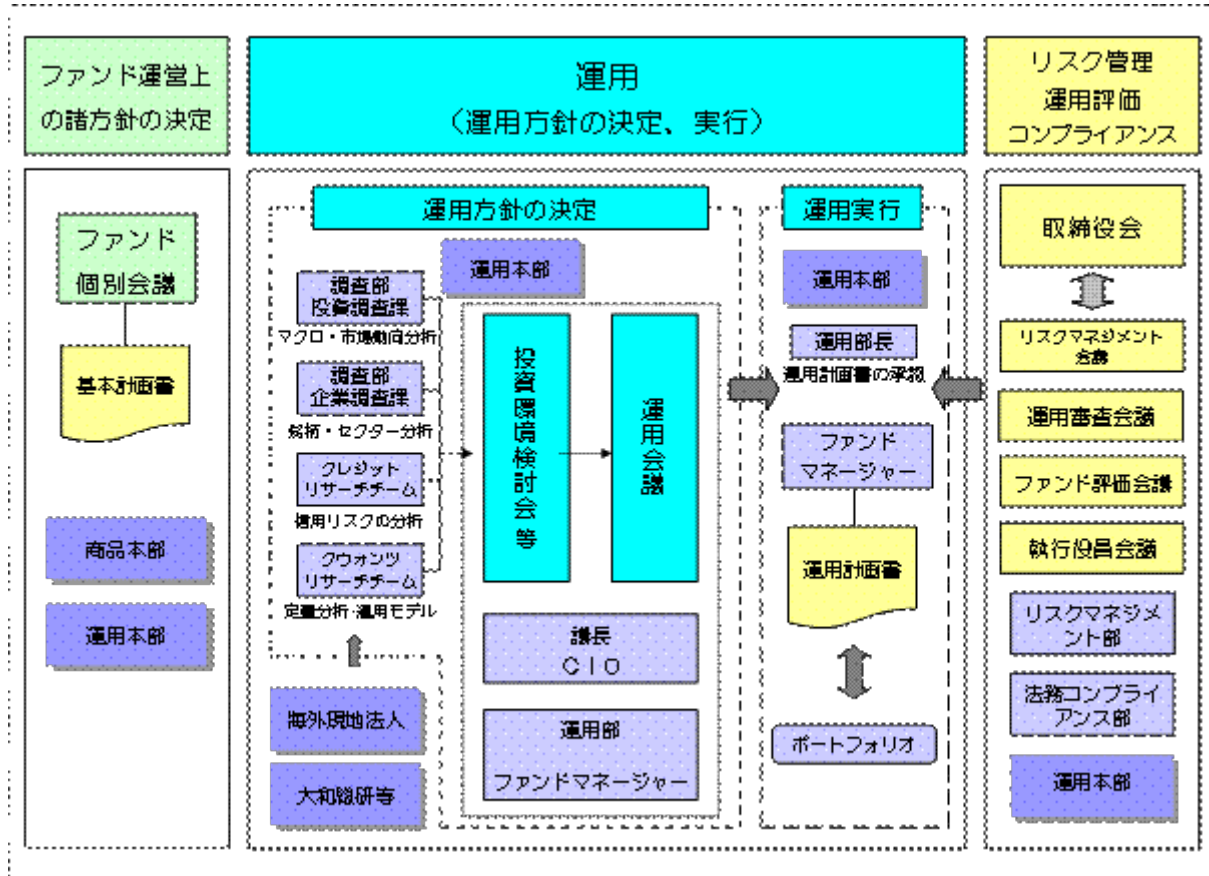 ファンド運営上
の諸方針の決定
運用
（運用方針の決定、実行）
リスク管理
運用評価
コンプライアンス
ファンド
個別会議
基本計画書
商品本部
運用本部
運用方針の決定
運用本部
調査部
投資調査課
マクロ・市場動向分析
調査部
企業調査課
銘柄・セクター分析
クレジット
リサーチチーム
信用リスクの分析
クウォンツ
リサーチチーム
定量分析・運用モデル
海外現地法人
大和総研等
投資環境検討会 等
運用会議
議長
CIO
運用部
ファンドマネージャー
運用実行
運用本部
運用部長
運用計画書の承認
ファンド
マネージャー
運用計画書
ポートフォリオ
取締役会
リスクマネジメント
会議
運用審査会議
ファンド評価会議
執行役員会議
リスクマネジメ
ント部
法務コンプライ
アンス部
運用本部